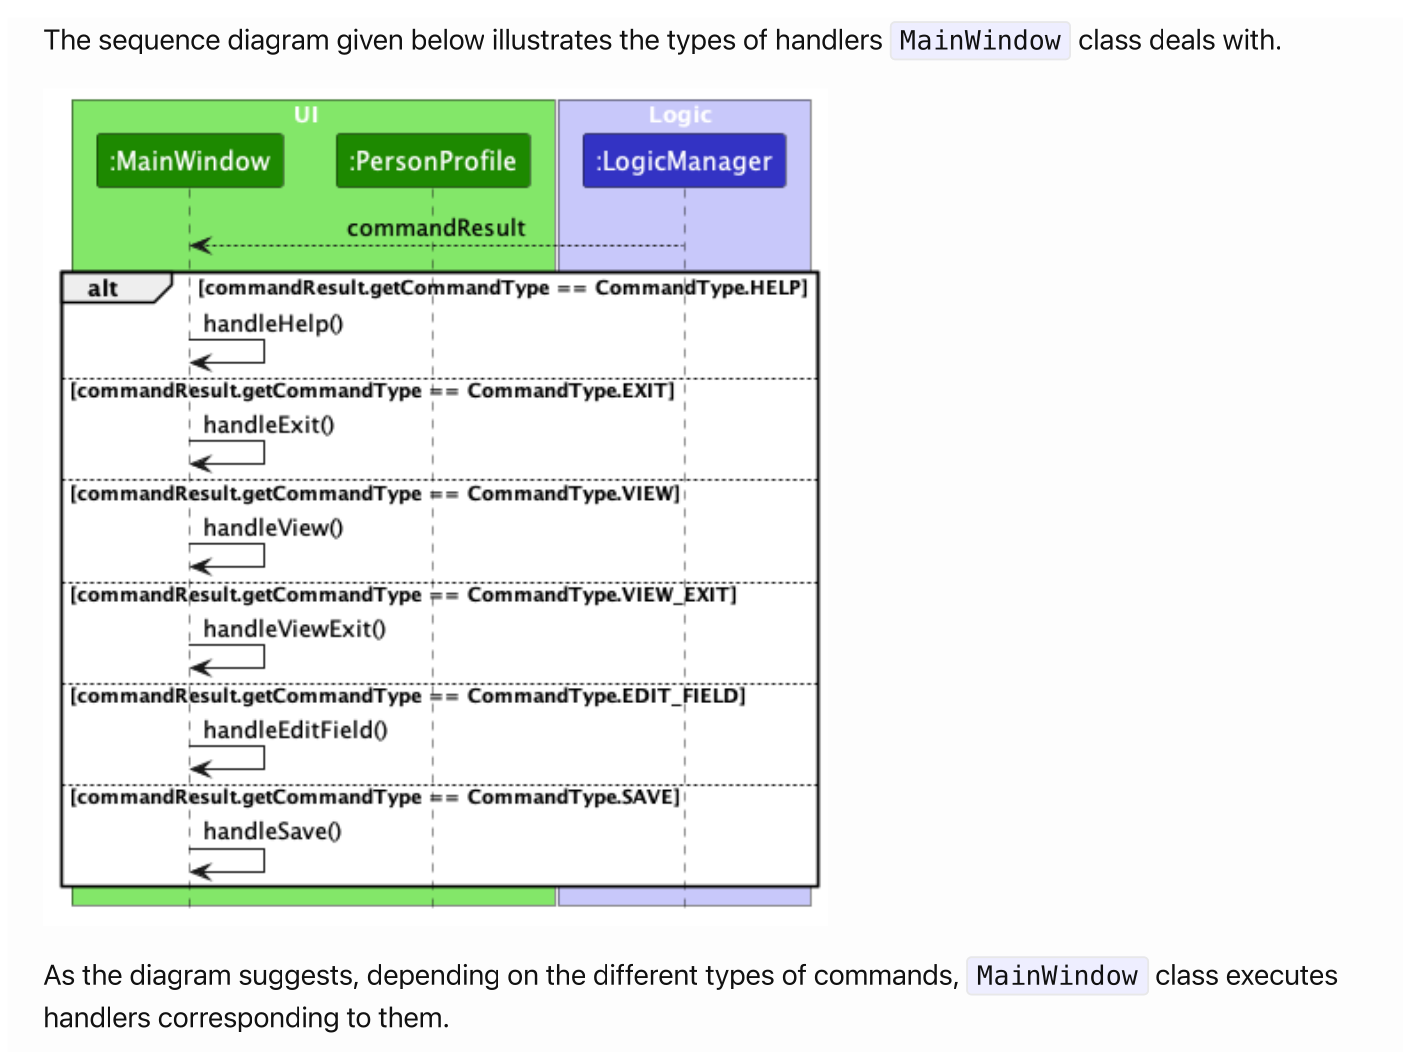 The sequence diagram given below illustrates the types of handlers MainWindow class deals with.
UI
Logic
:MainWindow
:PersonProfile
:LogicManager
commandResult
alt
[commandResult.getCommandType == CommandType.HELP]
handleHelp()
[commandResult.getCommandType == CommandType.EXIT]
handleExit()
[commandResult.getCommandType == CommandType.VIEW]
handleView()
[commandResult.getCommandType == CommandType.VIEW_EXIT]
handleViewExit()
[commandResult.getCommandType == CommandType.EDIT_FIELD]
handleEditField()
[commandResult.getCommandType == CommandType.SAVE]
handleSave()
As the diagram suggests, depending on the different types of commands, MainWindow class executes
handlers corresponding to them.